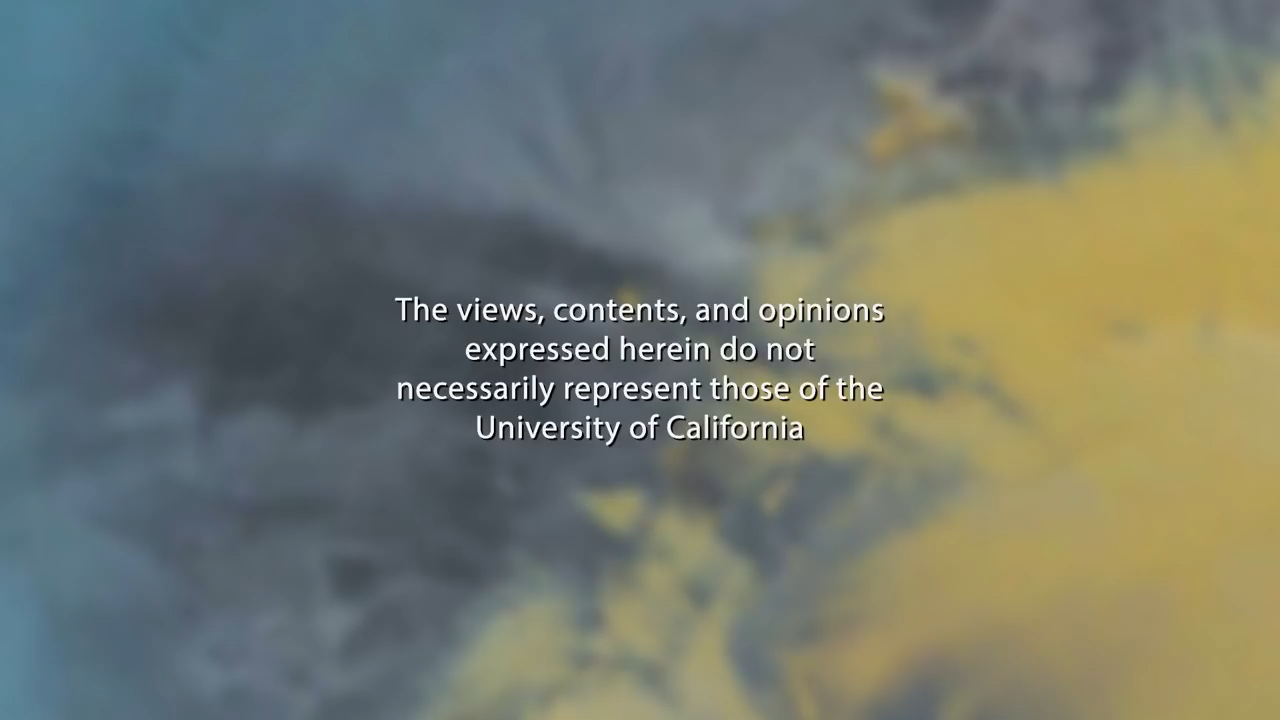 The views, contents, and opinions
expressed herein do not
necessarily represent those of the
University of California